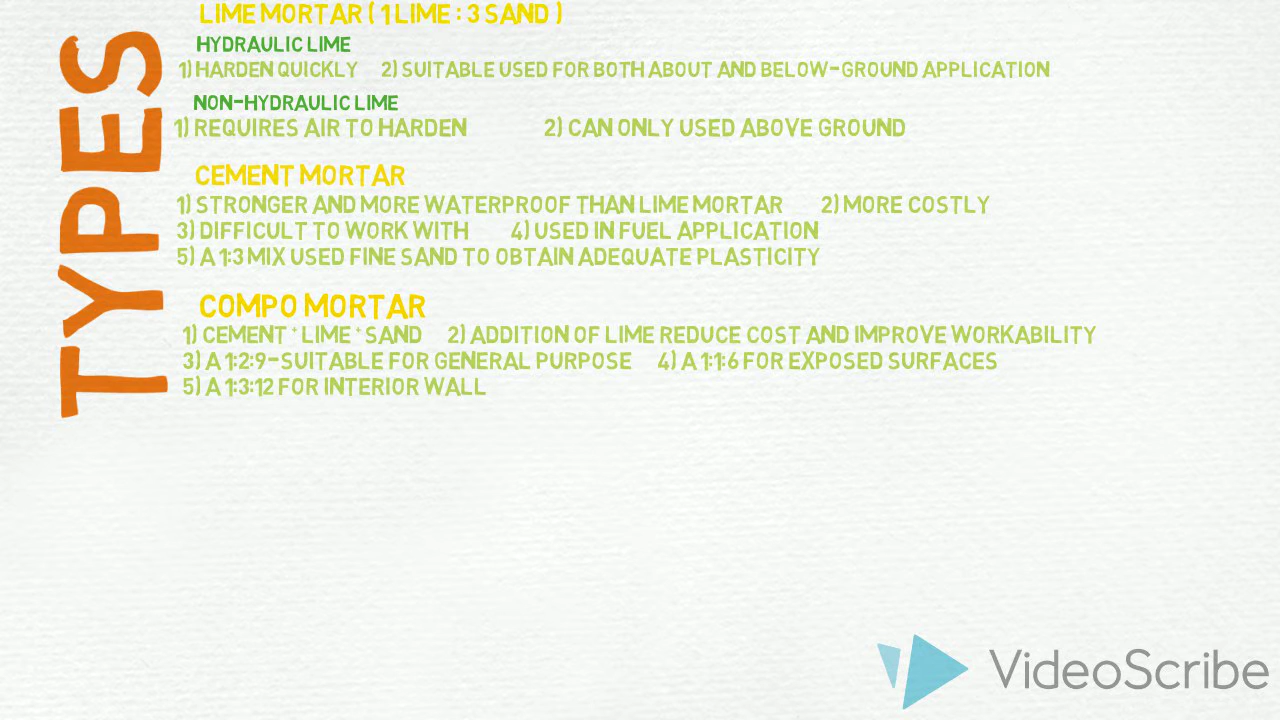 TYPES
LIME MORTAR ( 1 LIME : 3 SAND )
HYDRAULIC LIME
1) HARDEN QUICKLY 2) SUITABLE USED FOR BOTH ABOUT AND BELOW-GROUND APPLICATION
NON-HYDRAULIC LIME
1) REQUIRES AIR TO HARDEN 2) CAN ONLY USED ABOVE GROUND
CEMENT MORTAR
1) STRONGER AND MORE WATERPROOF THAN LIME MORTAR 2) MORE COSTLY
3) DIFFICULT TO WORK WITH 4) USED IN FUEL APPLICATION
5) A 1:3 MIX USED FINE SAND TO OBTAIN ADEQUATE PLASTICITY
COMPO MORTAR
1) CEMENT + LIME + SAND 2) ADDITION OF LIME REDUCE COST AND IMPROVE WORKABILITY
3) A 1:2:9-SUITABLE FOR GENERAL PURPOSE 4) A 1:1:6 FOR EXPOSED SURFACES
5) A 1:3:12 FOR INTERIOR WALL
VideoScribe